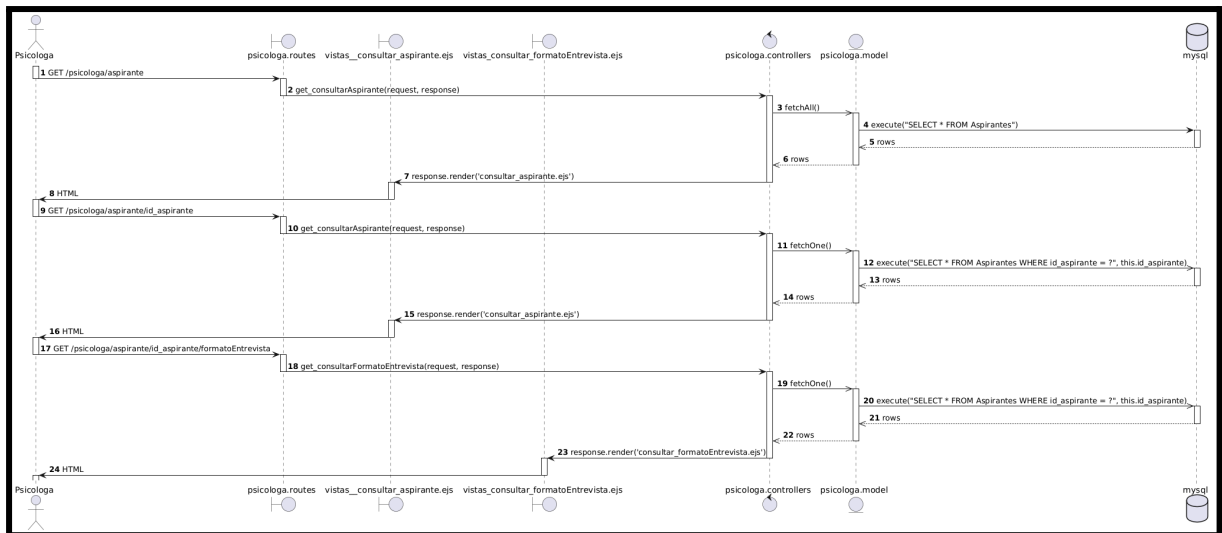 Psicologa
psicologa.routes
vistas__consultar_aspirante.ejs
vistas_consultar_formatoEntrevista.ejs
psicologa.controllers
psicologa.model
mysql
1 GET /psicologa/aspirante
2 get_consultarAspirante(request, response)
3 fetchAll()
4 execute("SELECT * FROM Aspirantes")
5 rows
6 rows
7 response.render('consultar_aspirante.ejs')
8 HTML
9 GET /psicologa/aspirante/id_aspirante
10 get_consultarAspirante(request, response)
11 fetchOne()
12 execute("SELECT * FROM Aspirantes WHERE id_aspirante = ?", this.id_aspirante)
13 rows
14 rows
15 response.render('consultar_aspirante.ejs')
16 HTML
17 GET /psicologa/aspirante/id_aspirante/formatoEntrevista
18 get_consultarFormatoEntrevista(request, response)
19 fetchOne()
20 execute("SELECT * FROM Aspirantes WHERE id_aspirante = ?", this.id_aspirante)
21 rows
22 rows
23 response.render('consultar_formatoEntrevista.ejs')
24 HTML
Psicologa
psicologa.routes
vistas__consultar_aspirante.ejs
vistas_consultar_formatoEntrevista.ejs
psicologa.controllers
psicologa.model
mysql